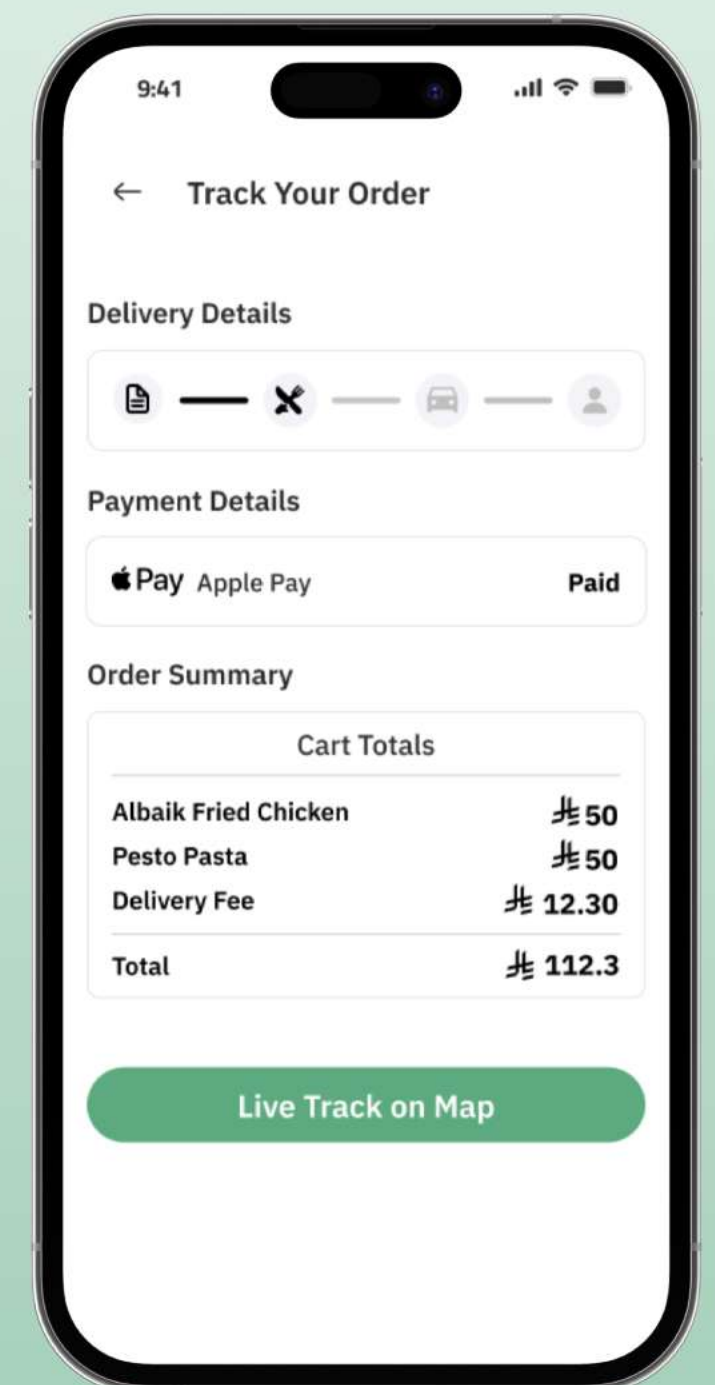 9:41
Track Your Order
Delivery Details
Payment Details
Pay Apple Pay Paid
Order Summary
Cart Totals
Albaik Fried Chicken ⃁ 50
Pesto Pasta ⃁ 50
Delivery Fee ⃁ 12.30
Total ⃁ 112.3
Live Track on Map